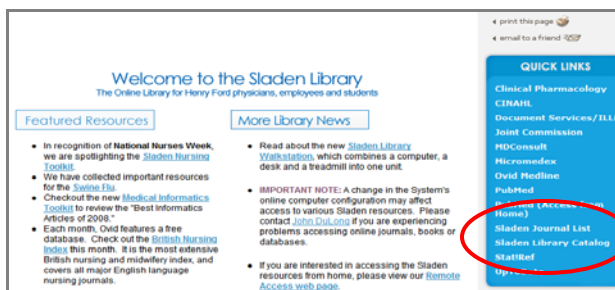 print this page
email to a friend
Welcome to the Sladen Library
The Online Library for Henry Ford physicians, employees and students
Featured Resources
In recognition of National Nurses Week,
we are spotlighting the Sladen Nursing
Toolkit.
We have collected important resources
for the Swine Flu.
Checkout the new Medical Informatics
Toolkit to review the "Best Informatics
Articles of 2008."
Each month, Ovid features a free
database. Check out the British Nursing
Index this month. It is the most extensive
British nursing and midwifery index, and
covers all major English language
nursing journals.
More Library News
Read about the new Sladen Library
Walkstation, which combines a computer, a
desk and a treadmill into one unit.
IMPORTANT NOTE: A change in the System's
online computer configuration may affect
access to various Sladen resources. Please
contact John DuLong if you are experiencing
problems accessing online journals, books or
databases.
If you are interested in accessing the Sladen
resources from home, please view our Remote
Access web page.
QUICK LINKS
Clinical Pharmacology
CINAHL
Document Services/ILL
Joint Commission
MDConsult
Micromedex
Ovid Medline
PubMed
(Access from
Home)
Sladen Journal List
Sladen Library Catalog
Stat!Ref